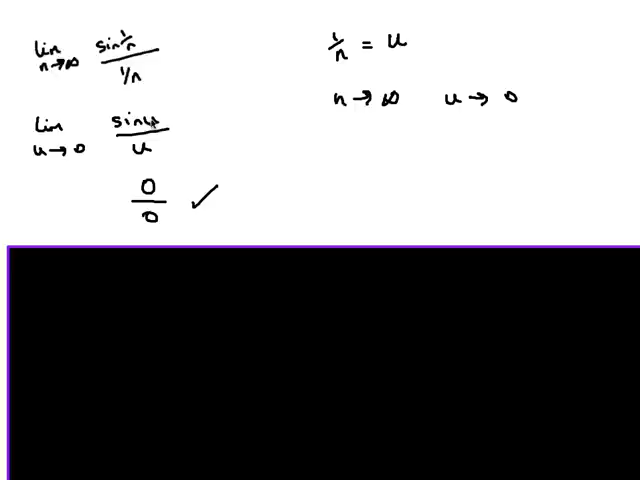 lim n→∞ sin 1/n / 1/n
1/n = u
n → ∞ u → 0
lim u→0 sin u / u
0/0 ✓